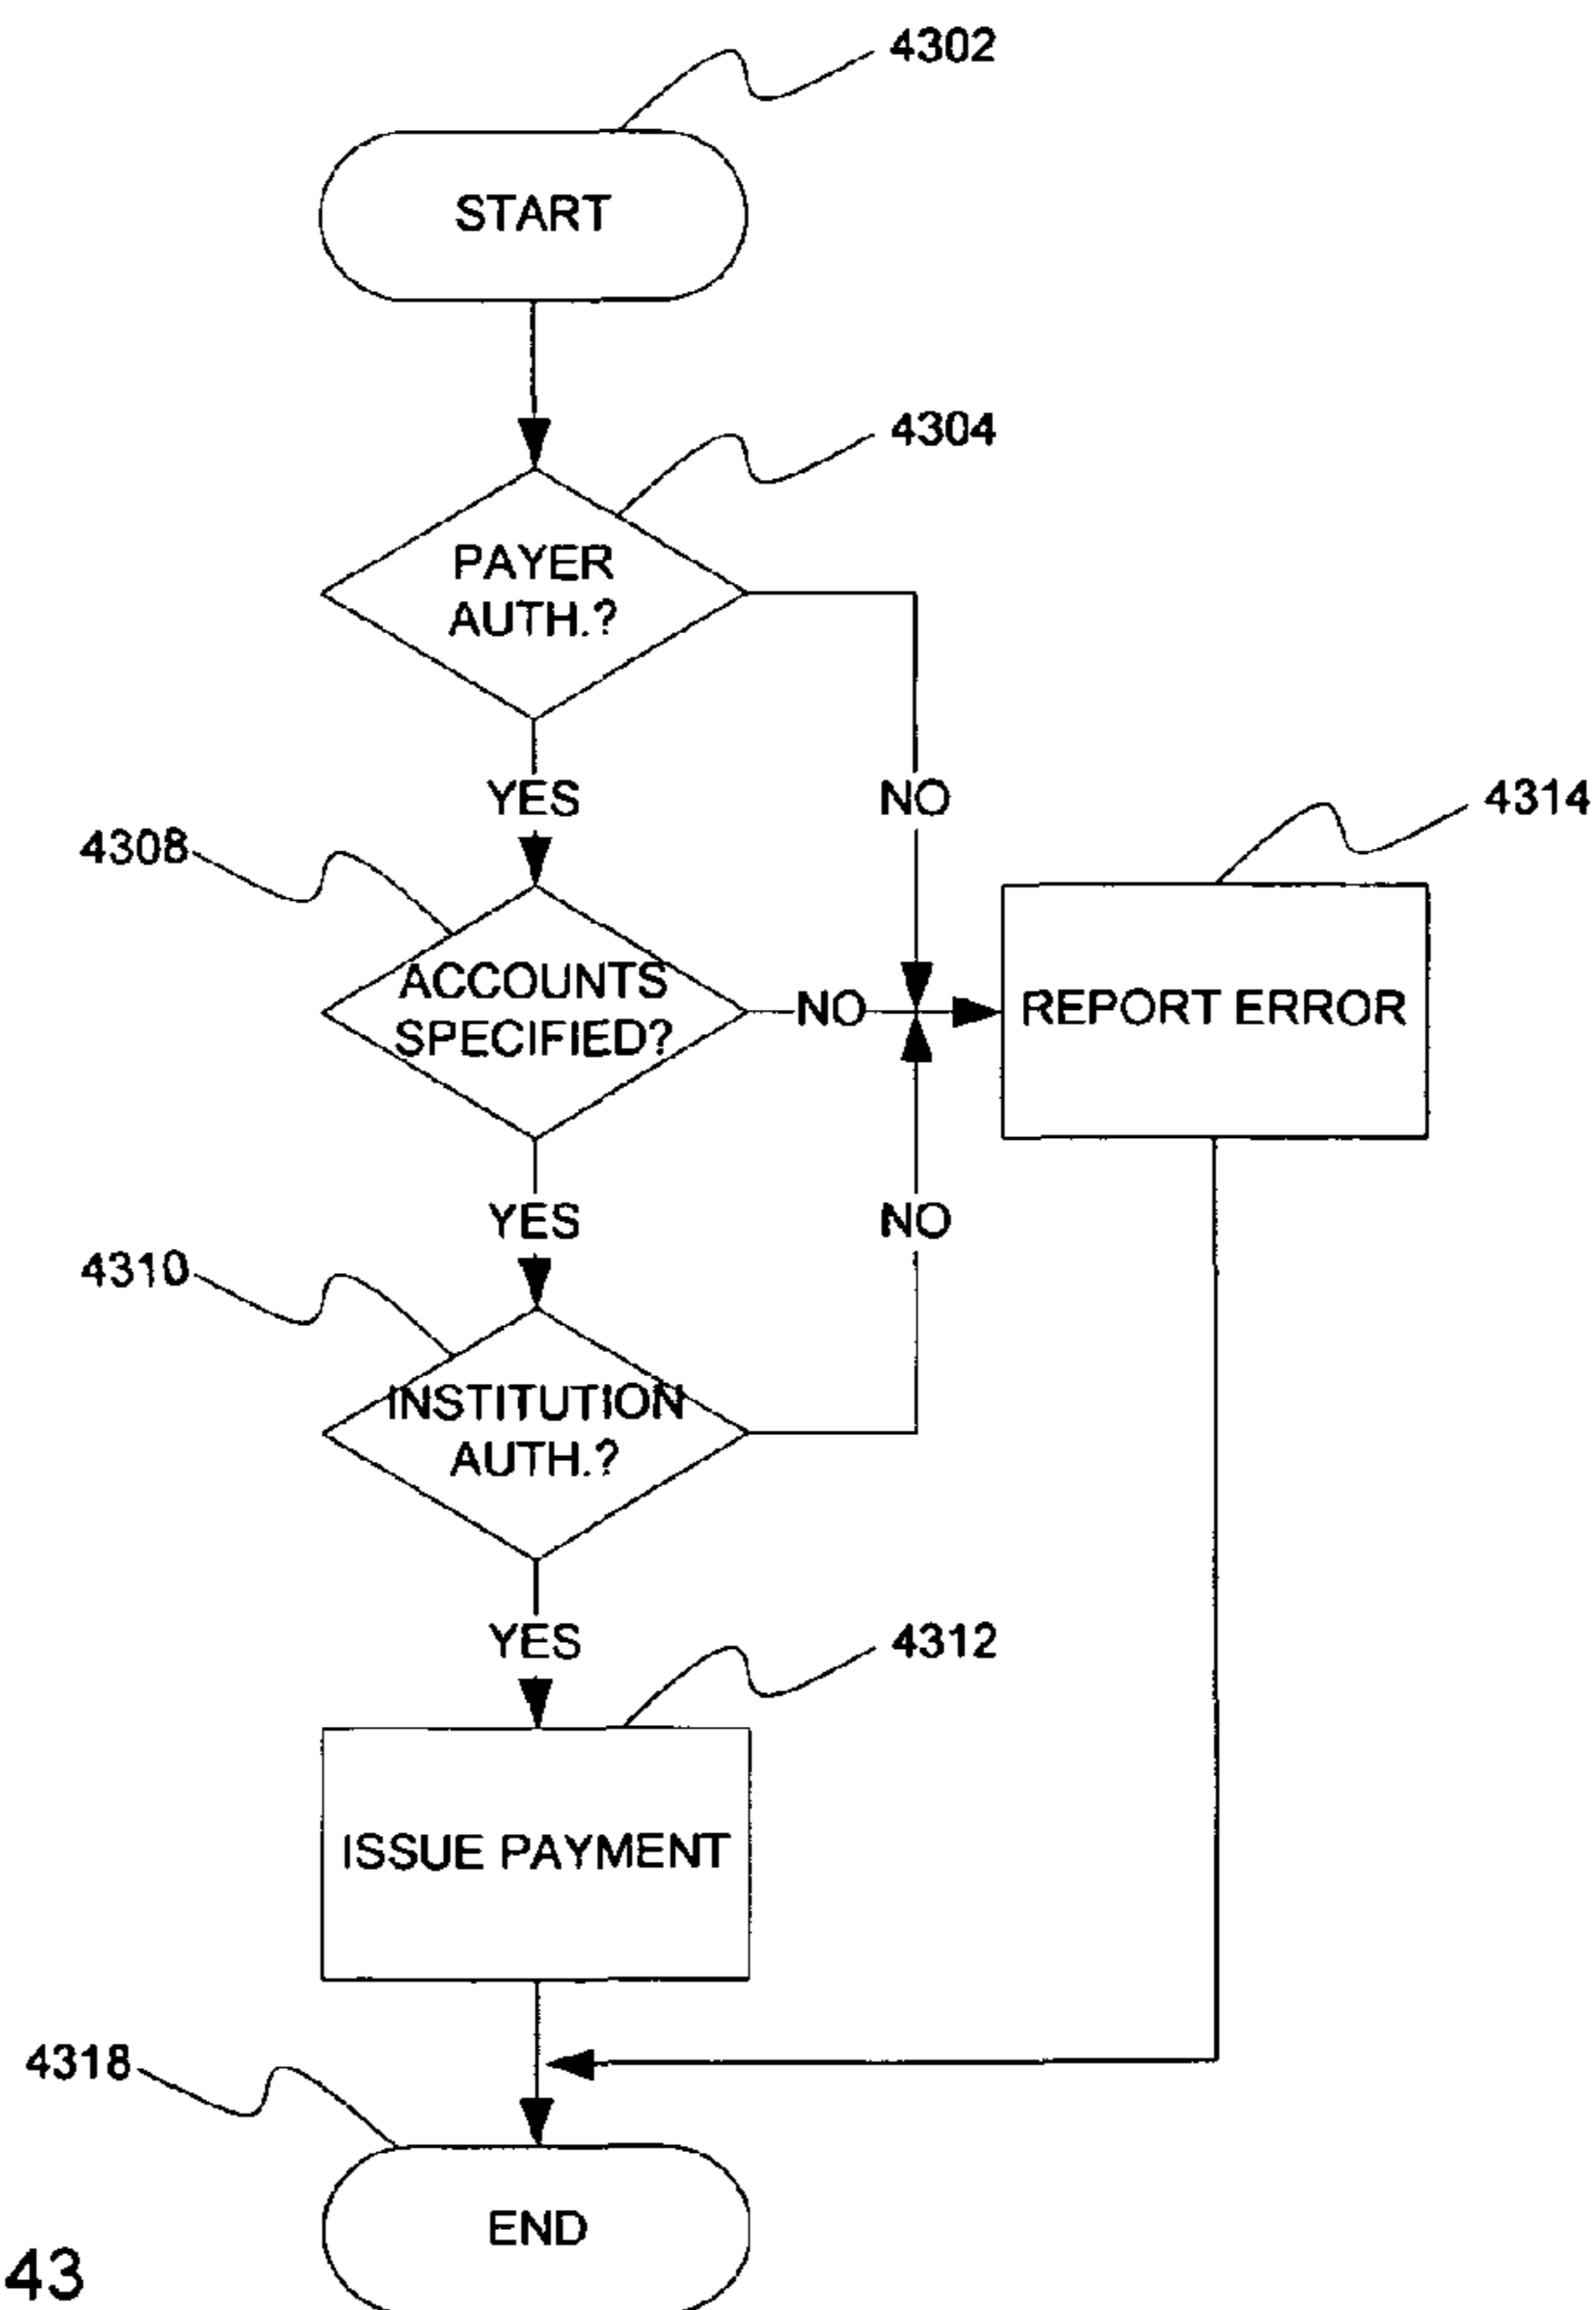 4302
START
4304
PAYER
AUTH.?
YES
NO
4314
4308
ACCOUNTS
SPECIFIED?
NO
REPORT ERROR
YES
NO
4310
INSTITUTION
AUTH.?
YES
4312
ISSUE PAYMENT
4318
END
43